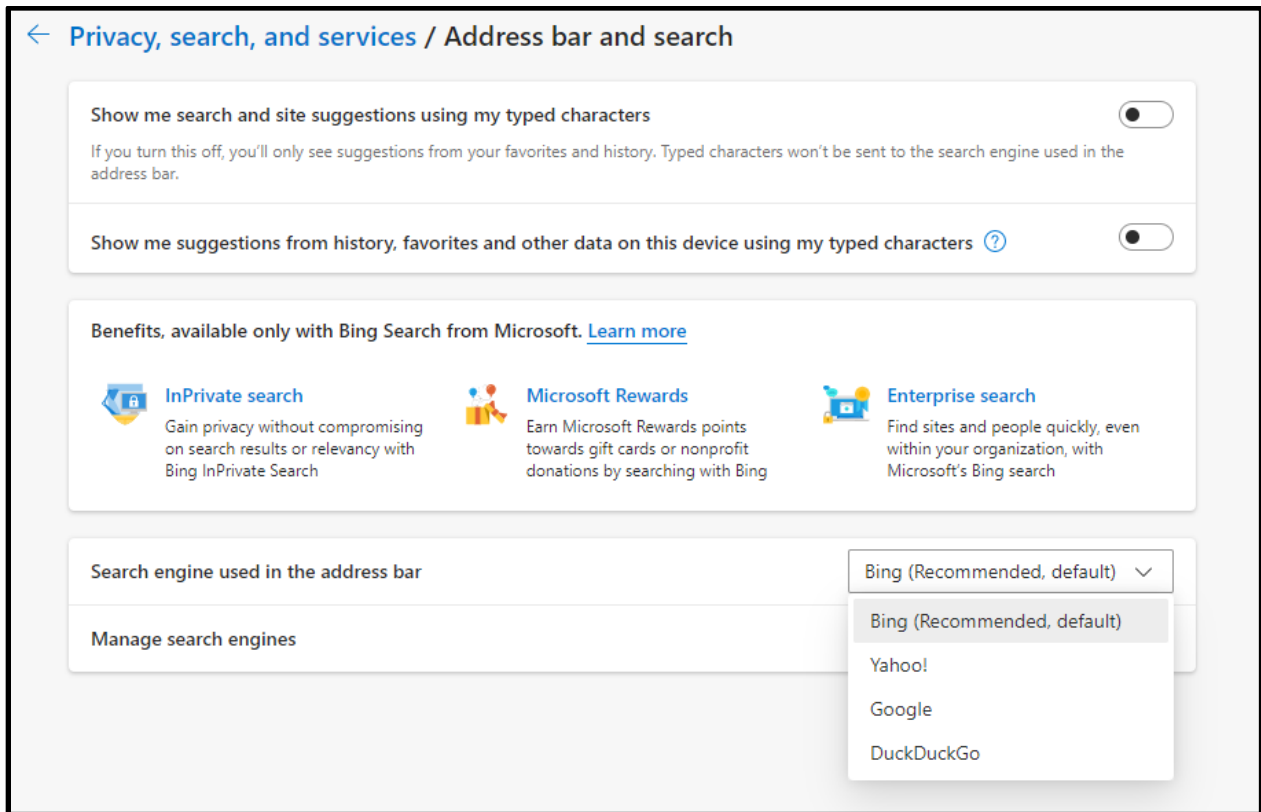 Privacy, search, and services / Address bar and search
Show me search and site suggestions using my typed characters
If you turn this off, you'll only see suggestions from your favorites and history. Typed characters won't be sent to the search engine used in the
address bar.
Show me suggestions from history, favorites and other data on this device using my typed characters ?
Benefits, available only with Bing Search from Microsoft. Learn more
InPrivate search
Gain privacy without compromising
on search results or relevancy with
Bing InPrivate Search
Microsoft Rewards
Earn Microsoft Rewards points
towards gift cards or nonprofit
donations by searching with Bing
Enterprise search
Find sites and people quickly, even
within your organization, with
Microsoft's Bing search
Search engine used in the address bar
Bing (Recommended, default)
Manage search engines
Bing (Recommended, default)
Yahoo!
Google
DuckDuckGo